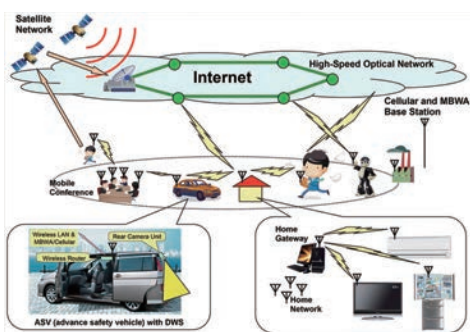 Satellite
Network
Internet
High-Speed Optical Network
Cellular and MBWA
Base Station
Mobile
Conference
Wireless LAN &
MBWA/Cellular
Rear Camera Unit
Wireless Router
ASV (advance safety vehicle) with DWS
Home
Gateway
Home
Network